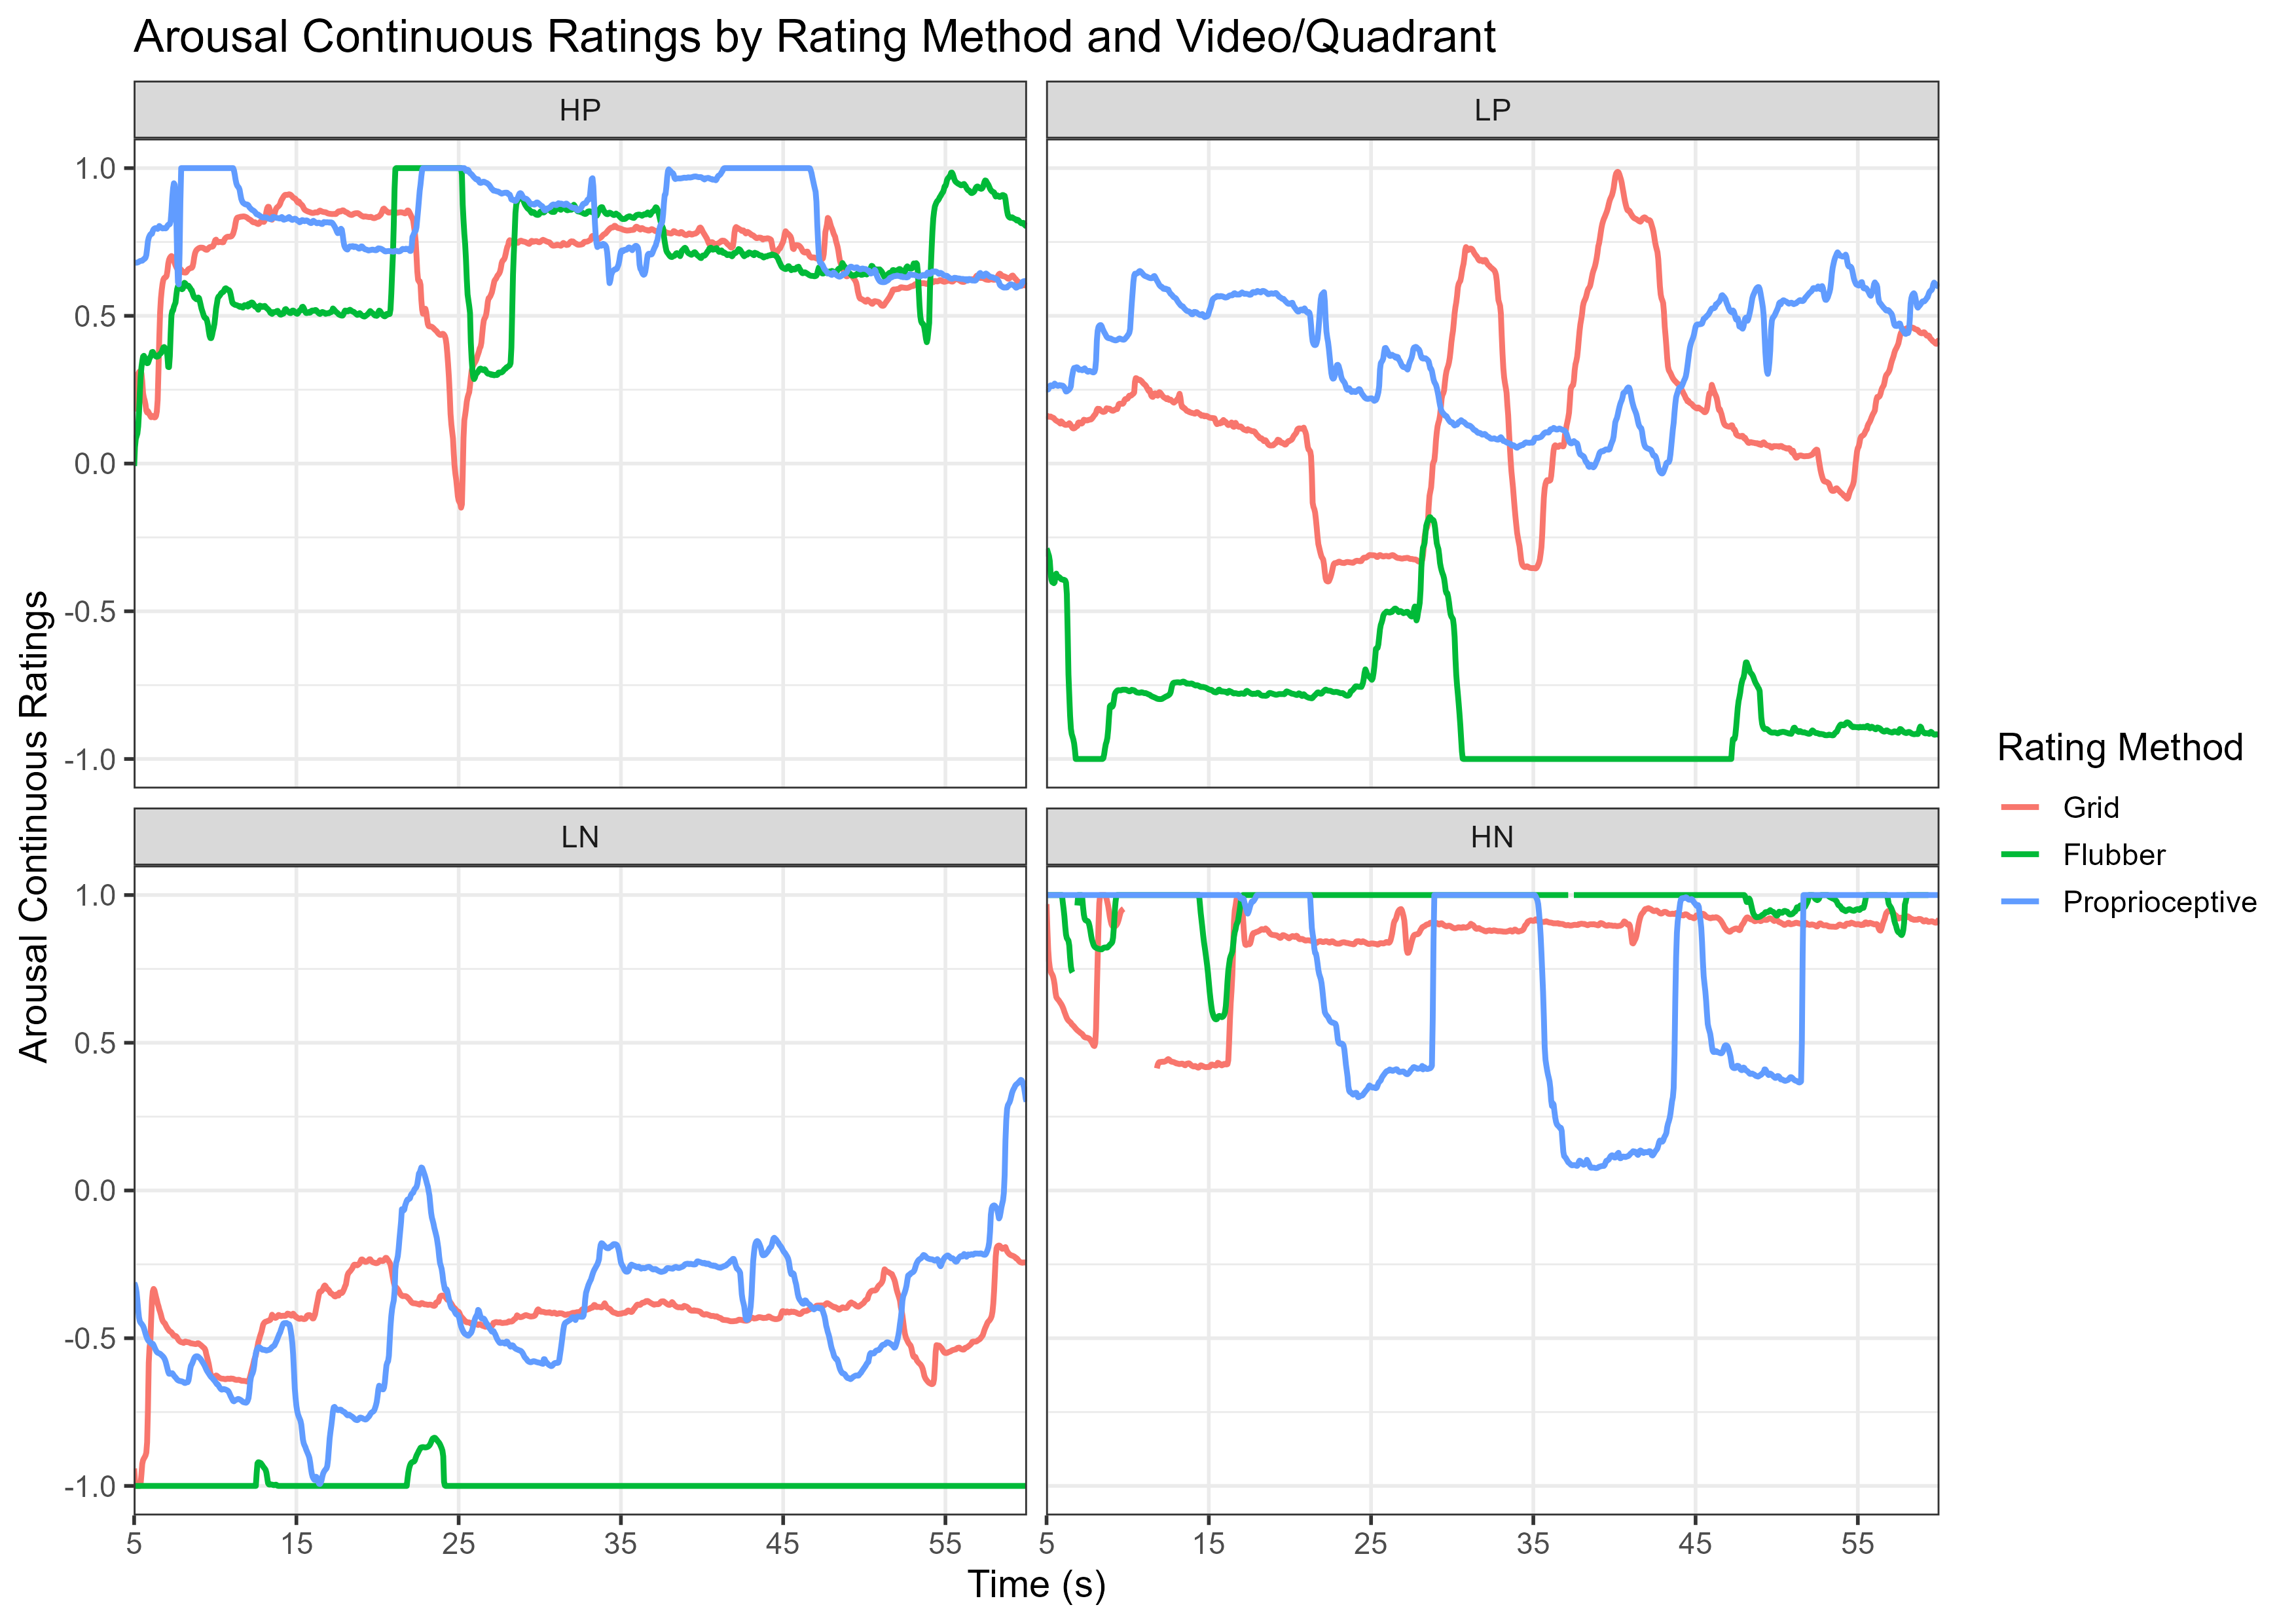 Arousal Continuous Ratings by Rating Method and Video/Quadrant
HP
LP
1.0
0.5
0.0
-0.5
-1.0
LN
HN
1.0
0.5
0.0
-0.5
-1.0
5 15 25 35 45 55
5 15 25 35 45 55
Time (s)
Arousal Continuous Ratings
Rating Method
Grid
Flubber
Proprioceptive